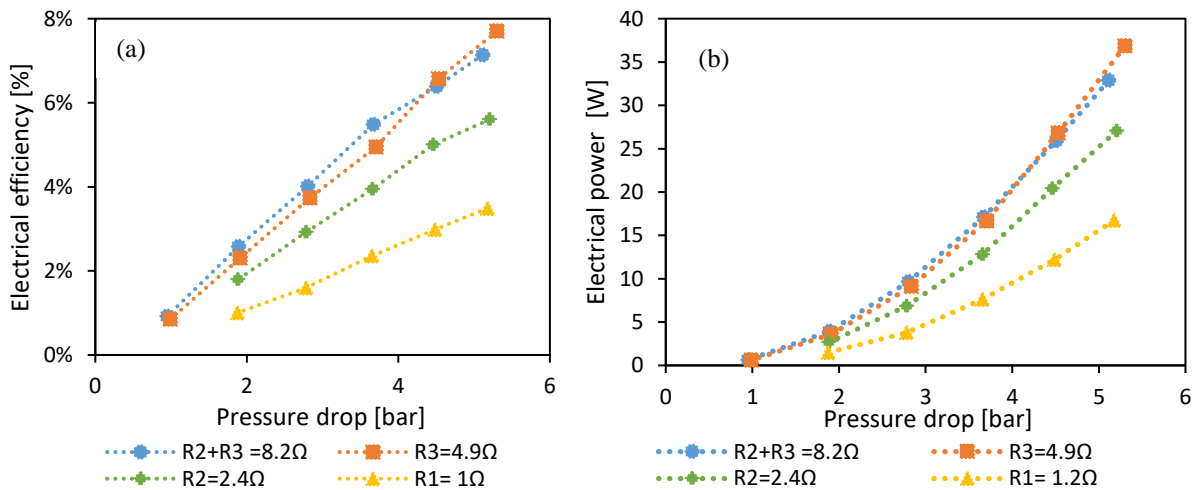 (a)
Electrical efficiency [%]
8%
6%
4%
2%
0%
0 2 4 6
Pressure drop [bar]
R2+R3 =8.2Ω R3=4.9Ω
R2=2.4Ω R1= 1Ω
(b)
Electrical power [W]
40
35
30
25
20
15
10
5
0
0 1 2 3 4 5 6
Pressure drop [bar]
R2+R3 =8.2Ω R3=4.9Ω
R2=2.4Ω R1= 1.2Ω